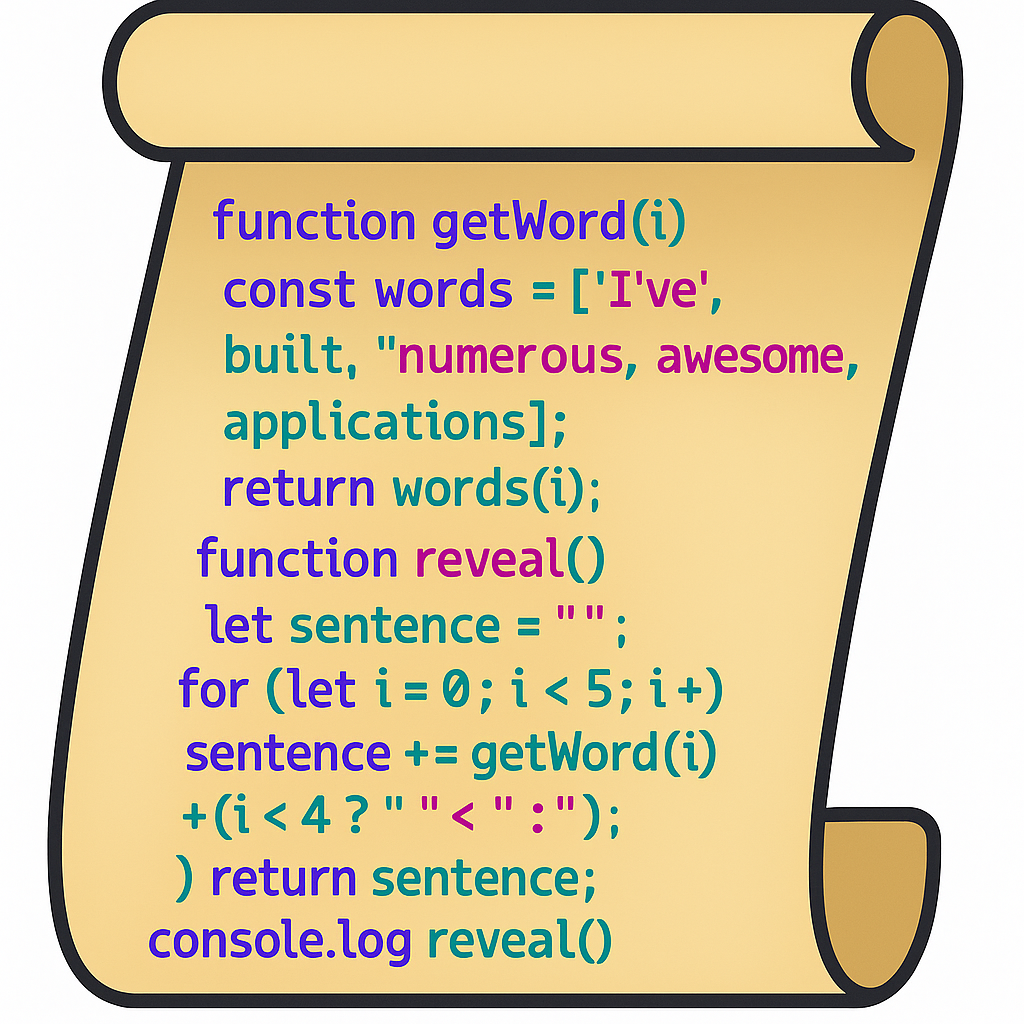 function getWord(i)
const words = ['I've',
built, "numerous, awesome,
applications];
return words(i);
function reveal()
let sentence = "";
for (let i = 0; i < 5; i +)
sentence += getWord(i)
+(i < 4 ? " "< " :");
) return sentence;
console.log reveal()